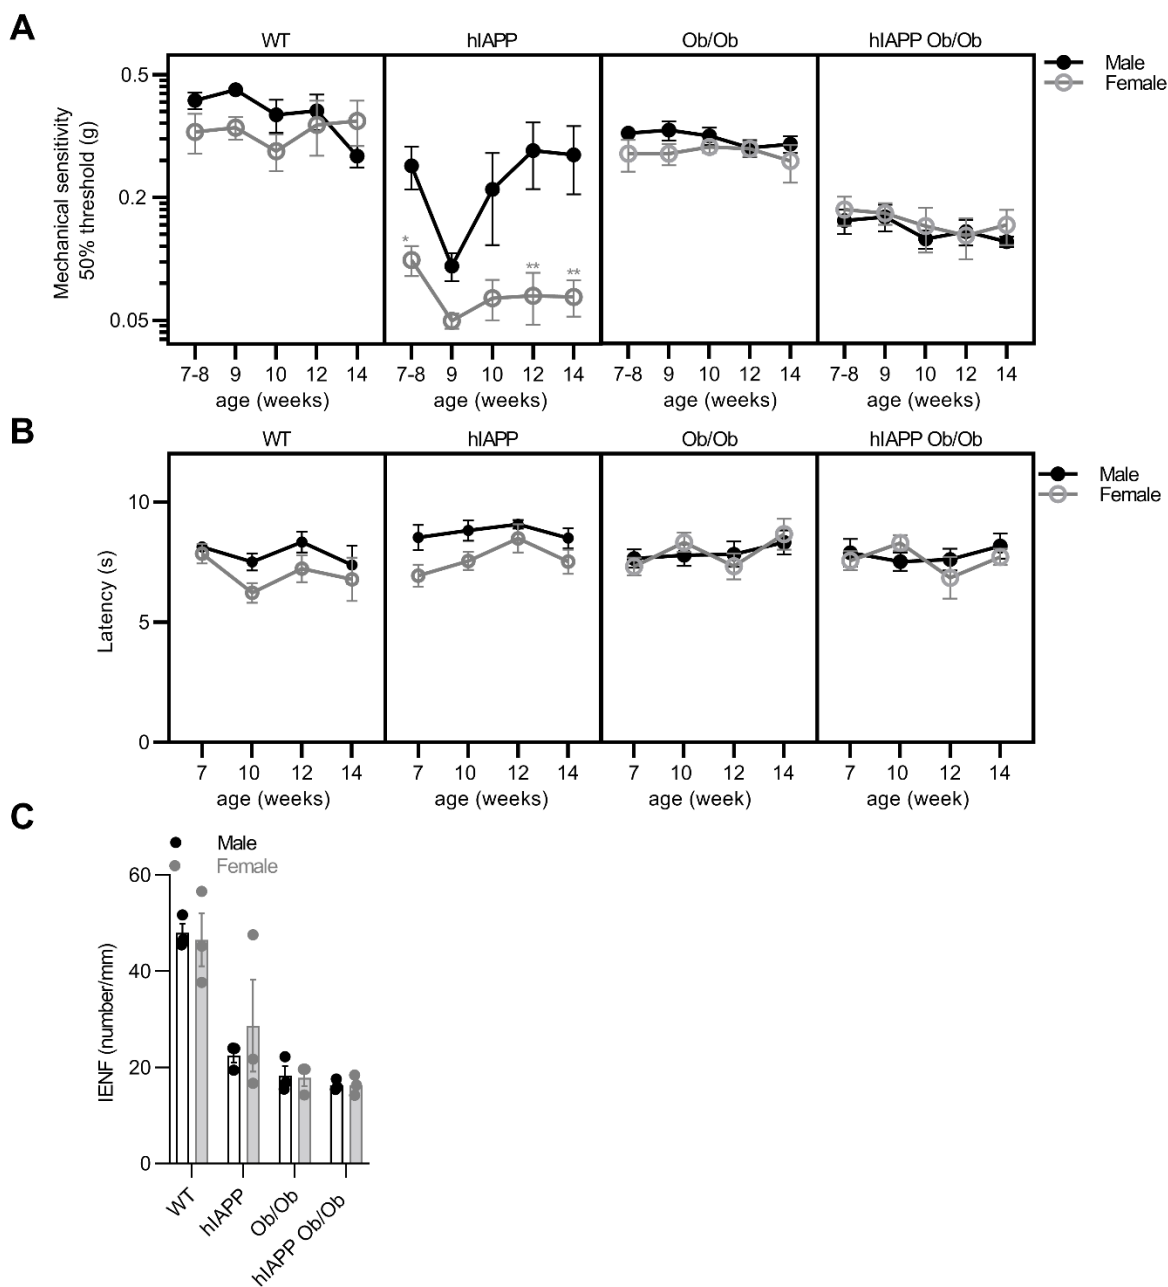 A
WT hIAPP Ob/Ob hIAPP Ob/Ob
Male
Female
Mechanical sensitivity
50% threshold (g)
0.5
0.2
0.05
* ** **
7-8 9 10 12 14 7-8 9 10 12 14 7-8 9 10 12 14 7-8 9 10 12 14
age (weeks) age (weeks) age (weeks) age (weeks)
B
WT hIAPP Ob/Ob hIAPP Ob/Ob
Male
Female
Latency (s)
10
5
0
7 10 12 14 7 10 12 14 7 10 12 14 7 10 12 14
age (weeks) age (weeks) age (week) age (week)
C
Male
Female
IENF (number/mm)
60
40
20
0
WT hIAPP Ob/Ob hIAPP Ob/Ob